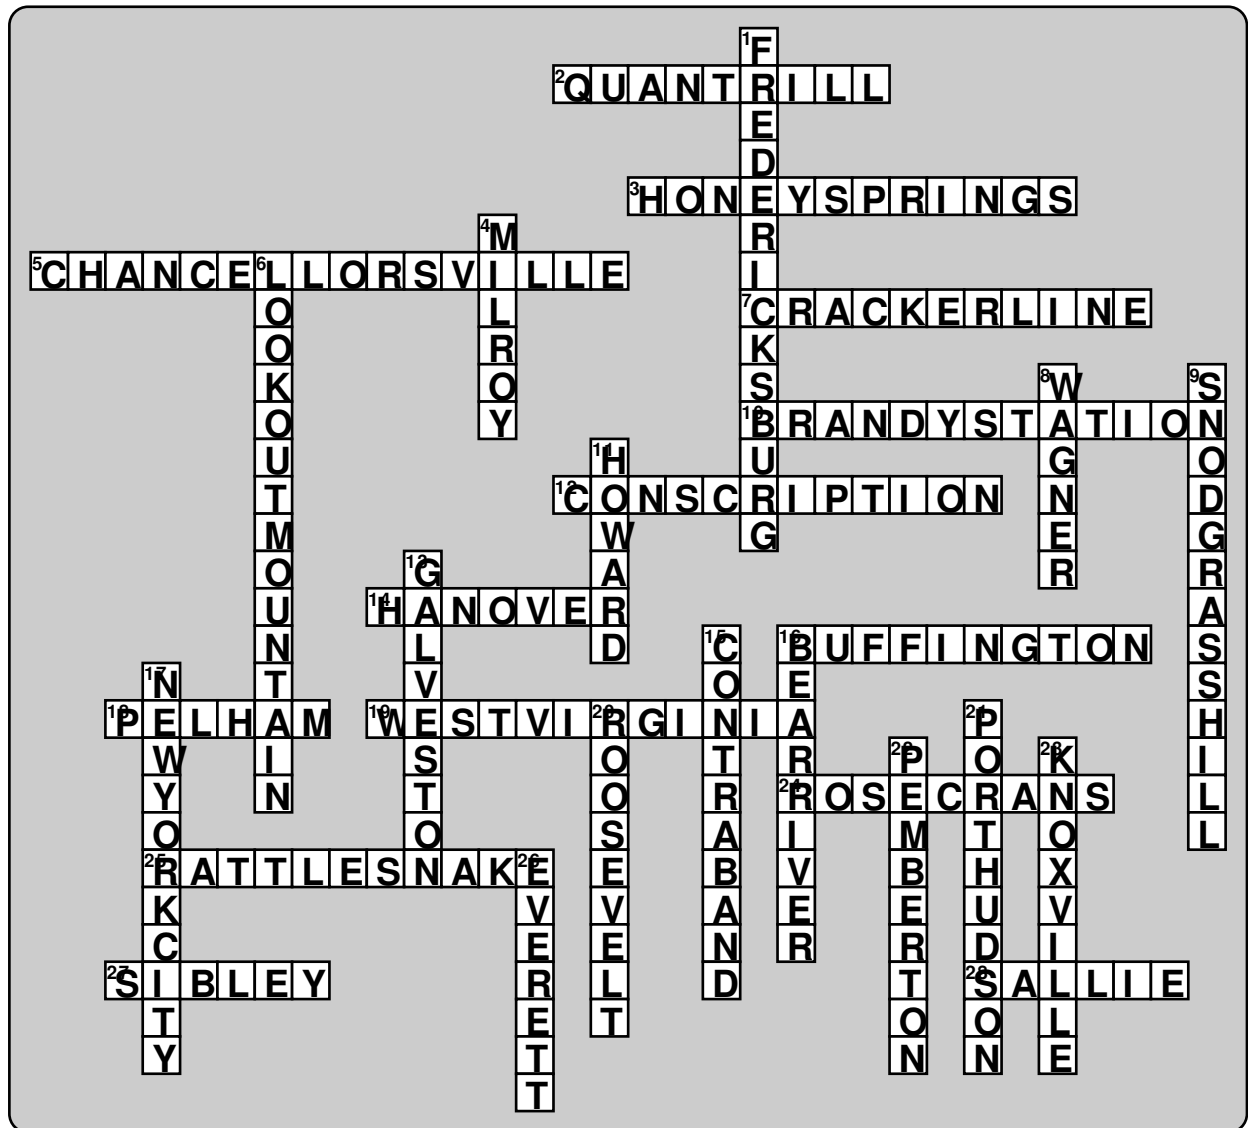 1 FREDERICKSBURG
2 QUANTRILL
3 HONEYSPRINGS
4 MILROY
5 CHANCELLORSVILLE
6 LOOKOUTMOUNTAIN
7 CRACKERLINE
8 WAGNER
9 SNODGRASSHILL
10 BRANDYSTATION
11 HOWARD
12 CONSCRIPTION
13 GALVESTON
14 HANOVER
15 CONTRABAND
16 BUFFINGTON
16 BEARRIVER
17 NEWYORKCITY
18 PELHAM
19 WESTVIRGINIA
20 ROOSEVELT
21 PORTHUDSON
22 PEMBERTON
23 KNOXVILLE
24 ROSECRANS
25 RATTLESNAKE
26 EVERETT
27 SIBLEY
28 SALLIE